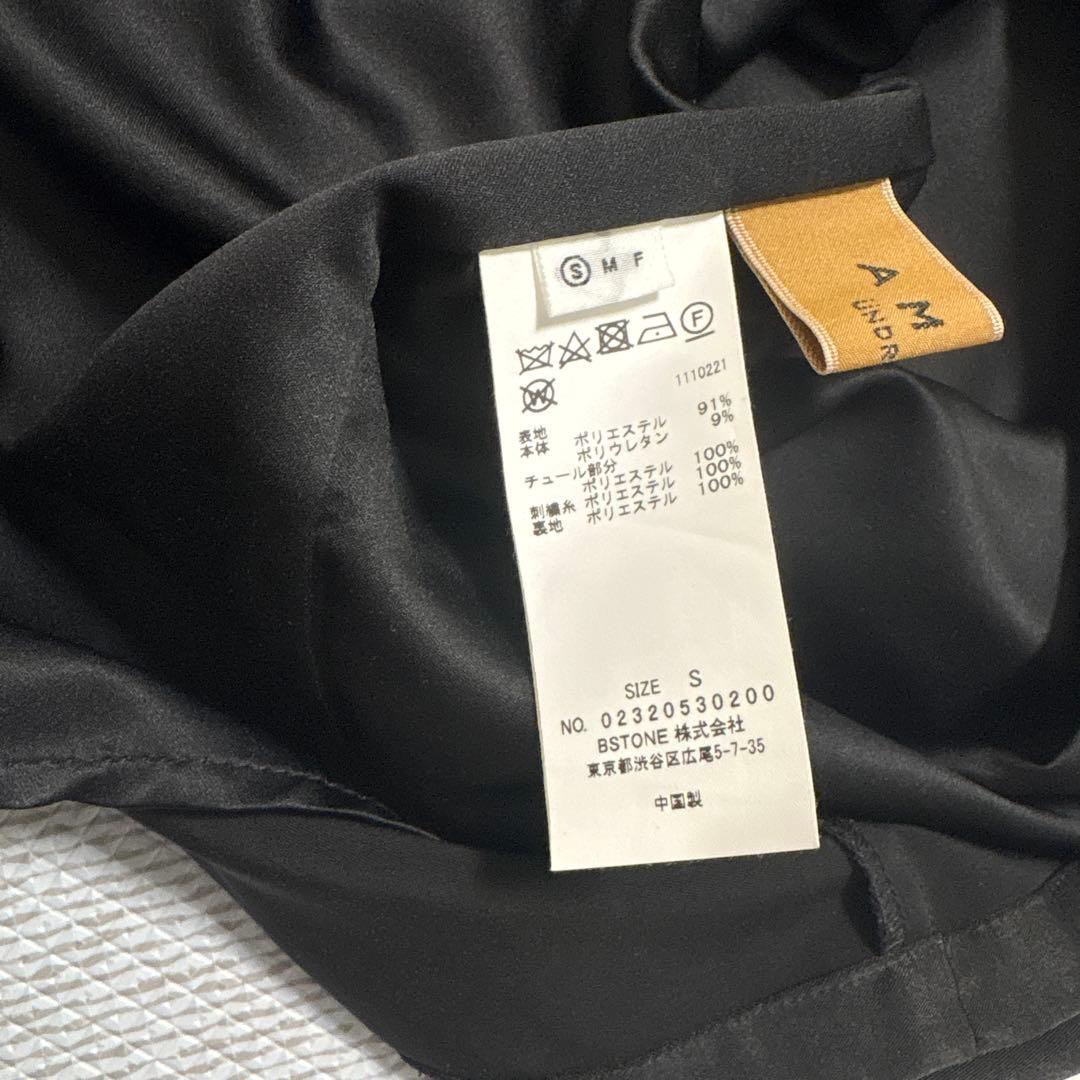 Ⓢ M F
A M
UNDR
F
W
1110221
表地
本体 ポリエステル 91%
ポリウレタン 9%
チュール部分
ポリエステル 100%
刺繍糸 ポリエステル 100%
裏地 ポリエステル 100%
SIZE S
NO. 02320530200
BSTONE 株式会社
東京都渋谷区広尾5-7-35
中国製